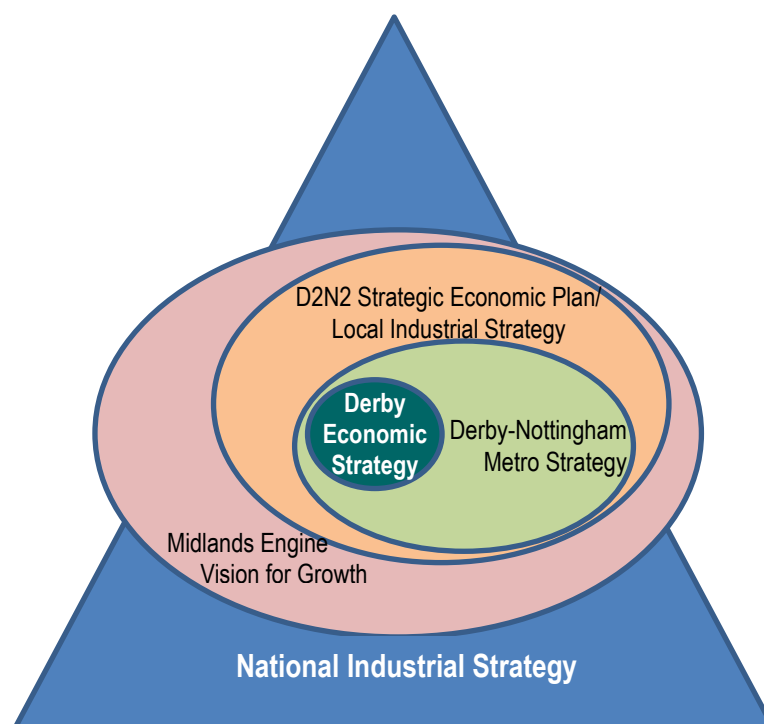 D2N2 Strategic Economic Plan/
Local Industrial Strategy
Derby
Economic
Strategy
Derby-Nottingham
Metro Strategy
Midlands Engine
Vision for Growth
National Industrial Strategy